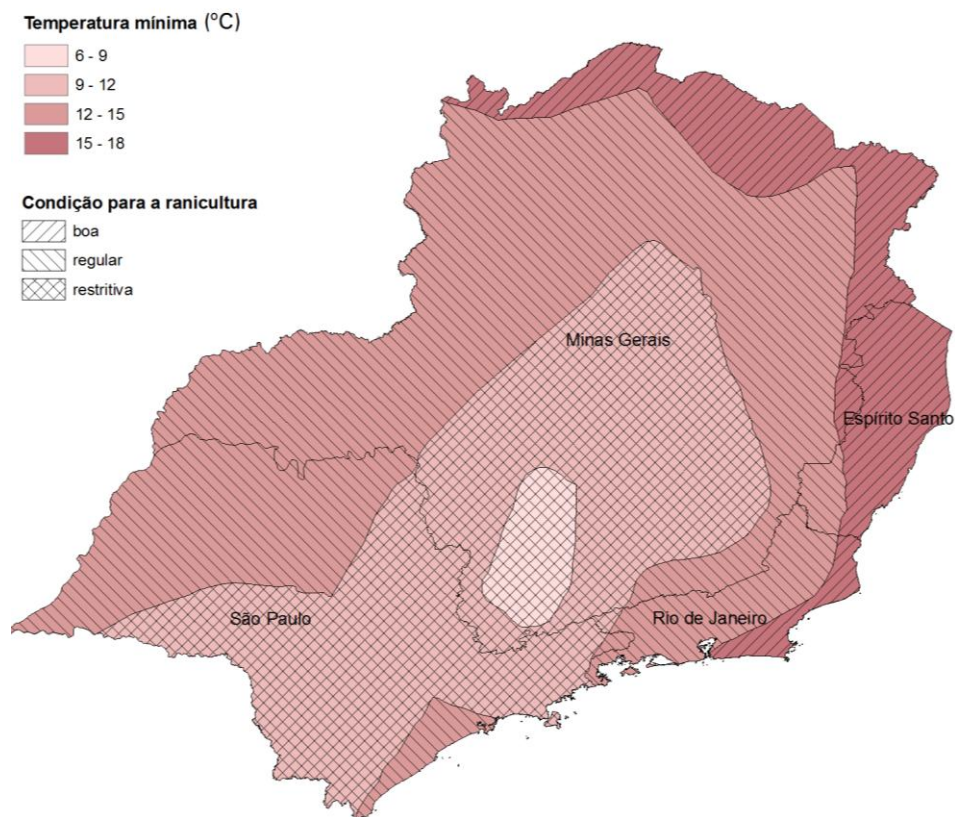 Temperatura mínima (°C)
6 - 9
9 - 12
12 - 15
15 - 18
Condição para a ranicultura
boa
regular
restritiva
Minas Gerais
Espírito Santo
São Paulo
Rio de Janeiro